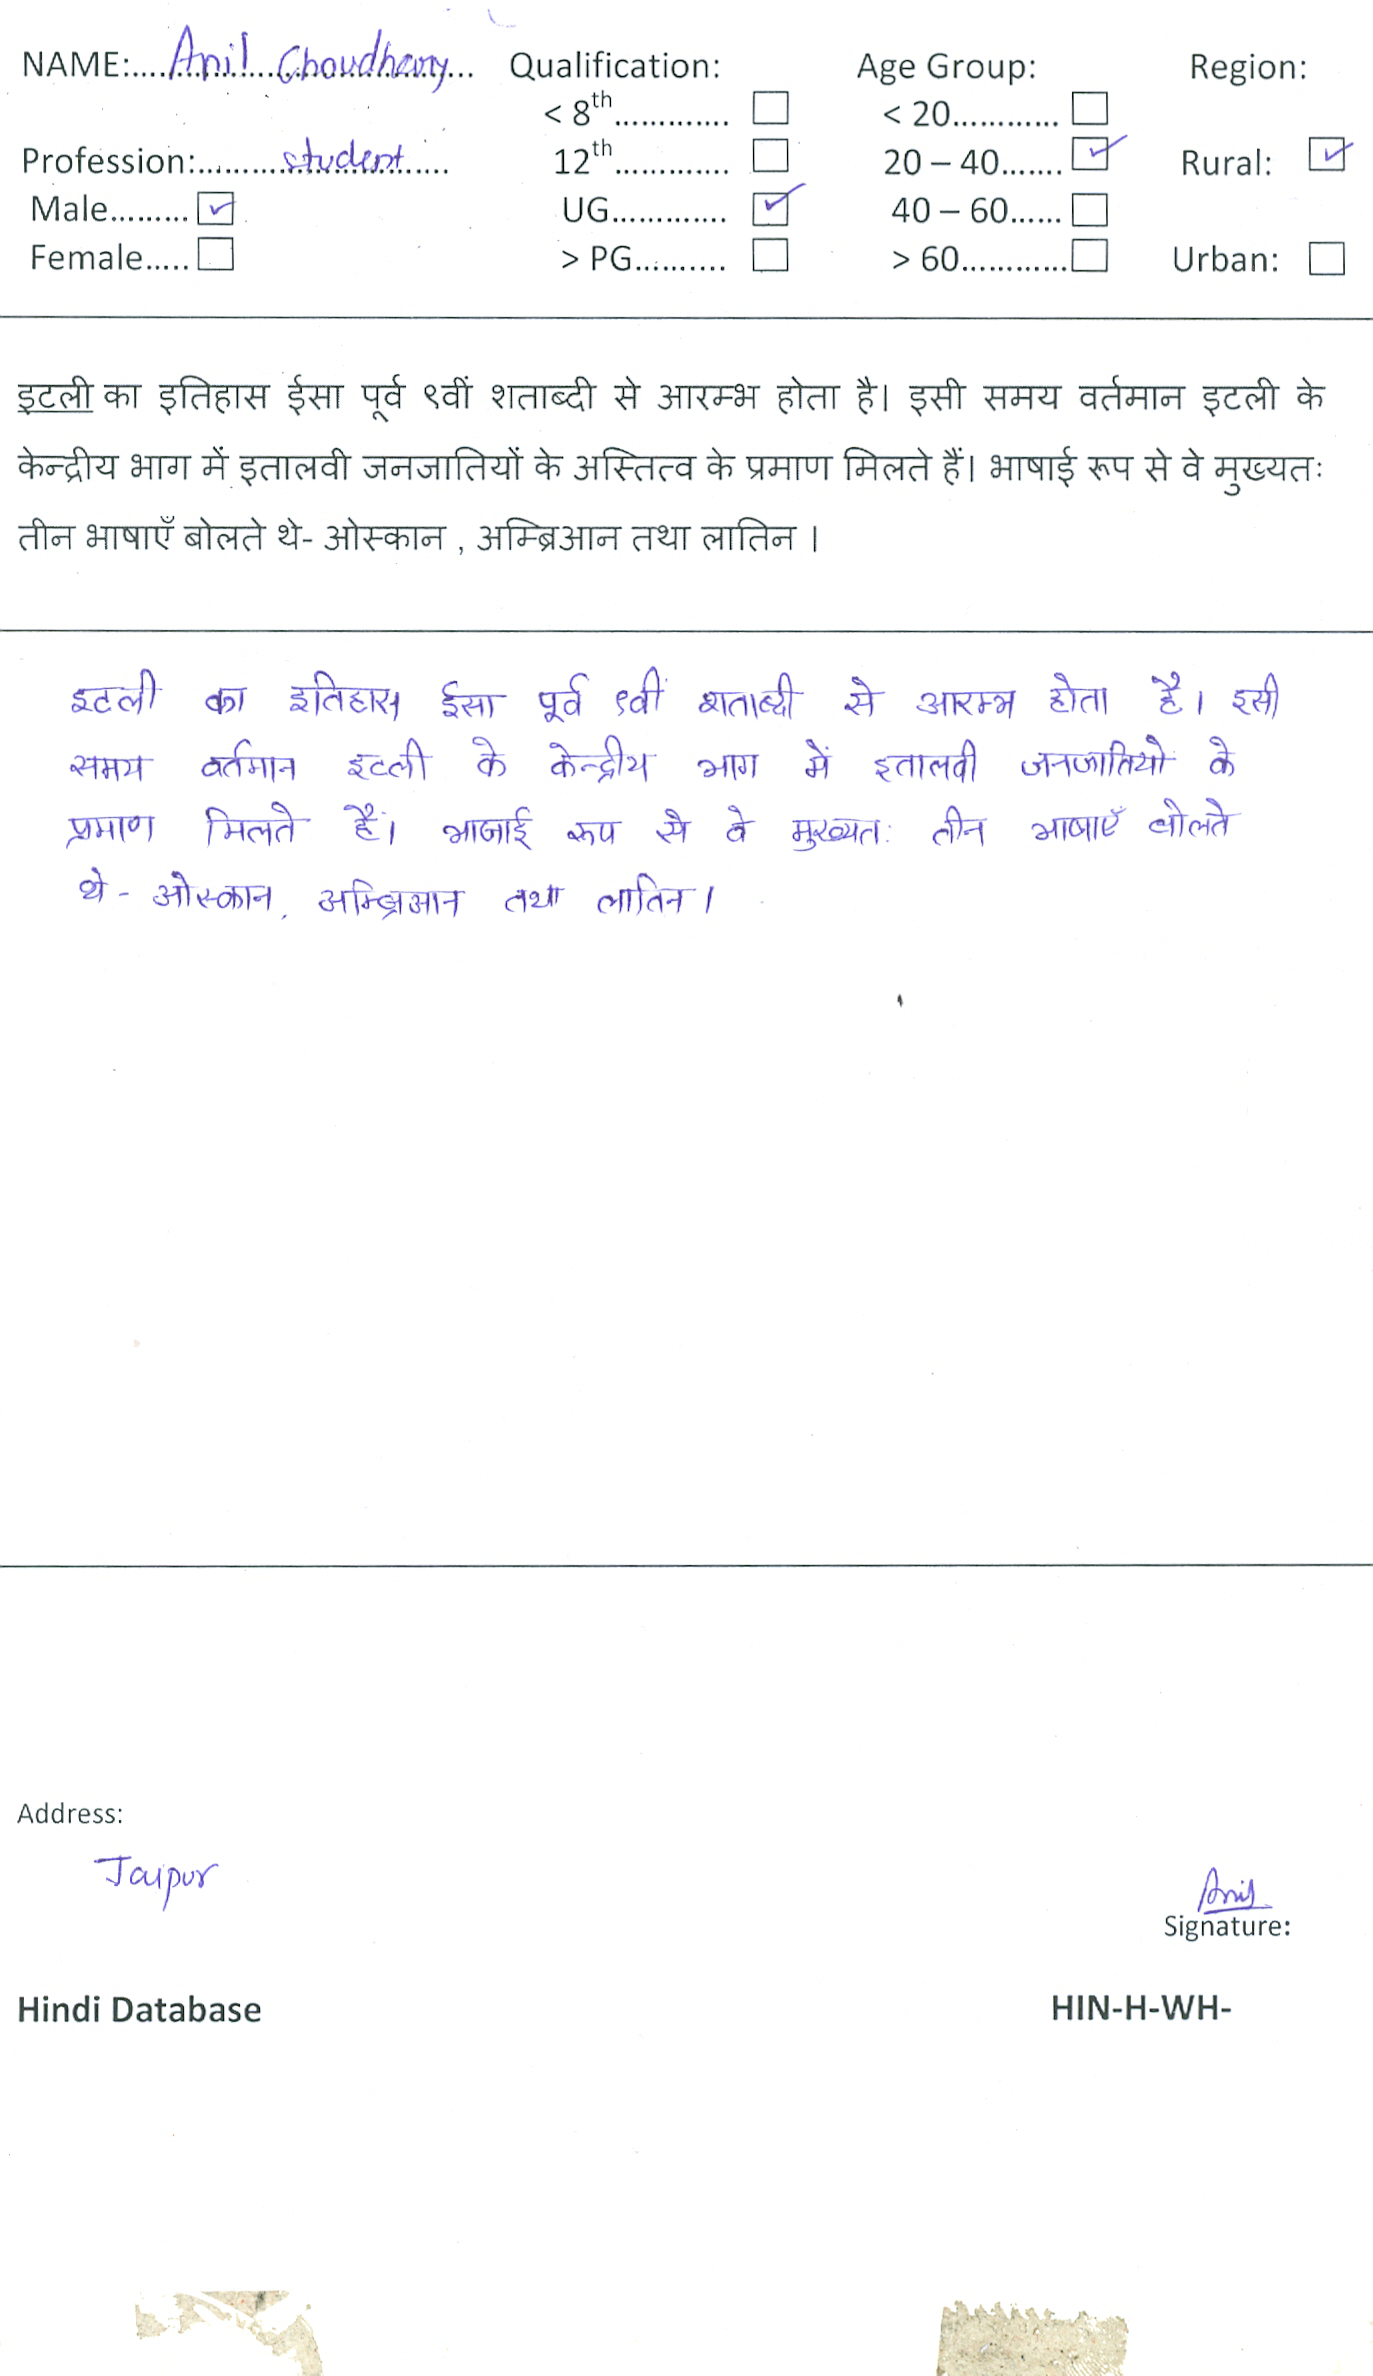 NAME:....Anil Choudhary... Qualification: Age Group: Region:
< 8th............. < 20............
Profession:.........student.... 12th ............. 20 – 40....... Rural:
Male......... UG............. 40 – 60......
Female..... > PG.......... > 60............ Urban:
इटली का इतिहास ईसा पूर्व ९वीं शताब्दी से आरम्भ होता है। इसी समय वर्तमान इटली के
केन्द्रीय भाग में इतालवी जनजातियों के अस्तित्व के प्रमाण मिलते हैं। भाषाई रूप से वे मुख्यतः
तीन भाषाएँ बोलते थे- ओस्कान , अम्ब्रिआन तथा लातिन ।
इटली का इतिहास ईसा पूर्व ९वीं शताब्दी से आरम्भ होता है। इसी
समय वर्तमान इटली के केन्द्रीय भाग में इतालवी जनजातियो के
प्रमाण मिलते हैं। भाषाई रूप से वे मुख्यतः तीन भाषाएँ बोलते
थे - ओस्कान, अम्ब्रिआन तथा लातिन।
Address:
Jaipur
Anil
Signature:
Hindi Database HIN-H-WH-